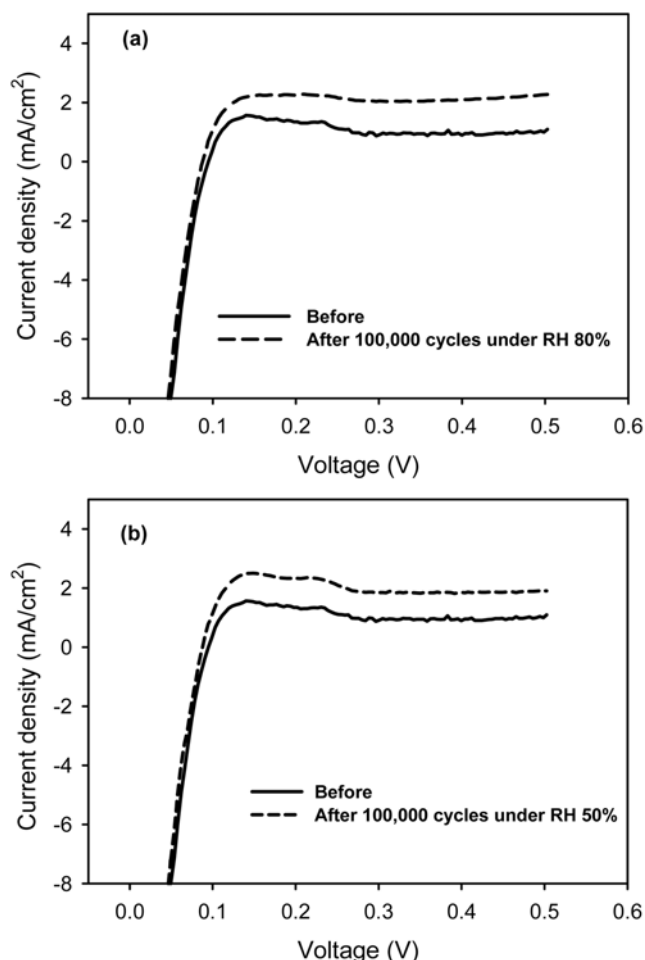 (a)
4
2
0
-2
-4
-6
-8
Current density (mA/cm²)
Before
After 100,000 cycles under RH 80%
0.0 0.1 0.2 0.3 0.4 0.5 0.6
Voltage (V)
(b)
4
2
0
-2
-4
-6
-8
Current density (mA/cm²)
Before
After 100,000 cycles under RH 50%
0.0 0.1 0.2 0.3 0.4 0.5 0.6
Voltage (V)